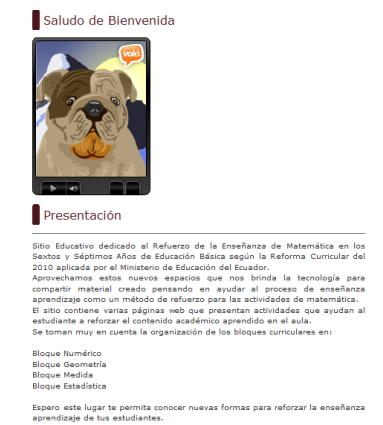 Saludo de Bienvenida
voki
Presentación
Sitio Educativo dedicado al Refuerzo de la Enseñanza de Matemática en los
Sextos y Séptimos Años de Educación Básica según la Reforma Curricular del
2010 aplicada por el Ministerio de Educación del Ecuador.
Aprovechamos estos nuevos espacios que nos brinda la tecnología para
compartir material creado pensando en ayudar al proceso de enseñanza
aprendizaje como un método de refuerzo para las actividades de matemática.
El sitio contiene varias páginas web que presentan actividades que ayudan al
estudiante a reforzar el contenido académico aprendido en el aula.
Se toman muy en cuenta la organización de los bloques curriculares en:
Bloque Numérico
Bloque Geometría
Bloque Medida
Bloque Estadística
Espero este lugar te permita conocer nuevas formas para reforzar la enseñanza
aprendizaje de tus estudiantes.